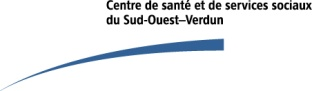 Centre de santé et de services sociaux
du Sud-Ouest–Verdun